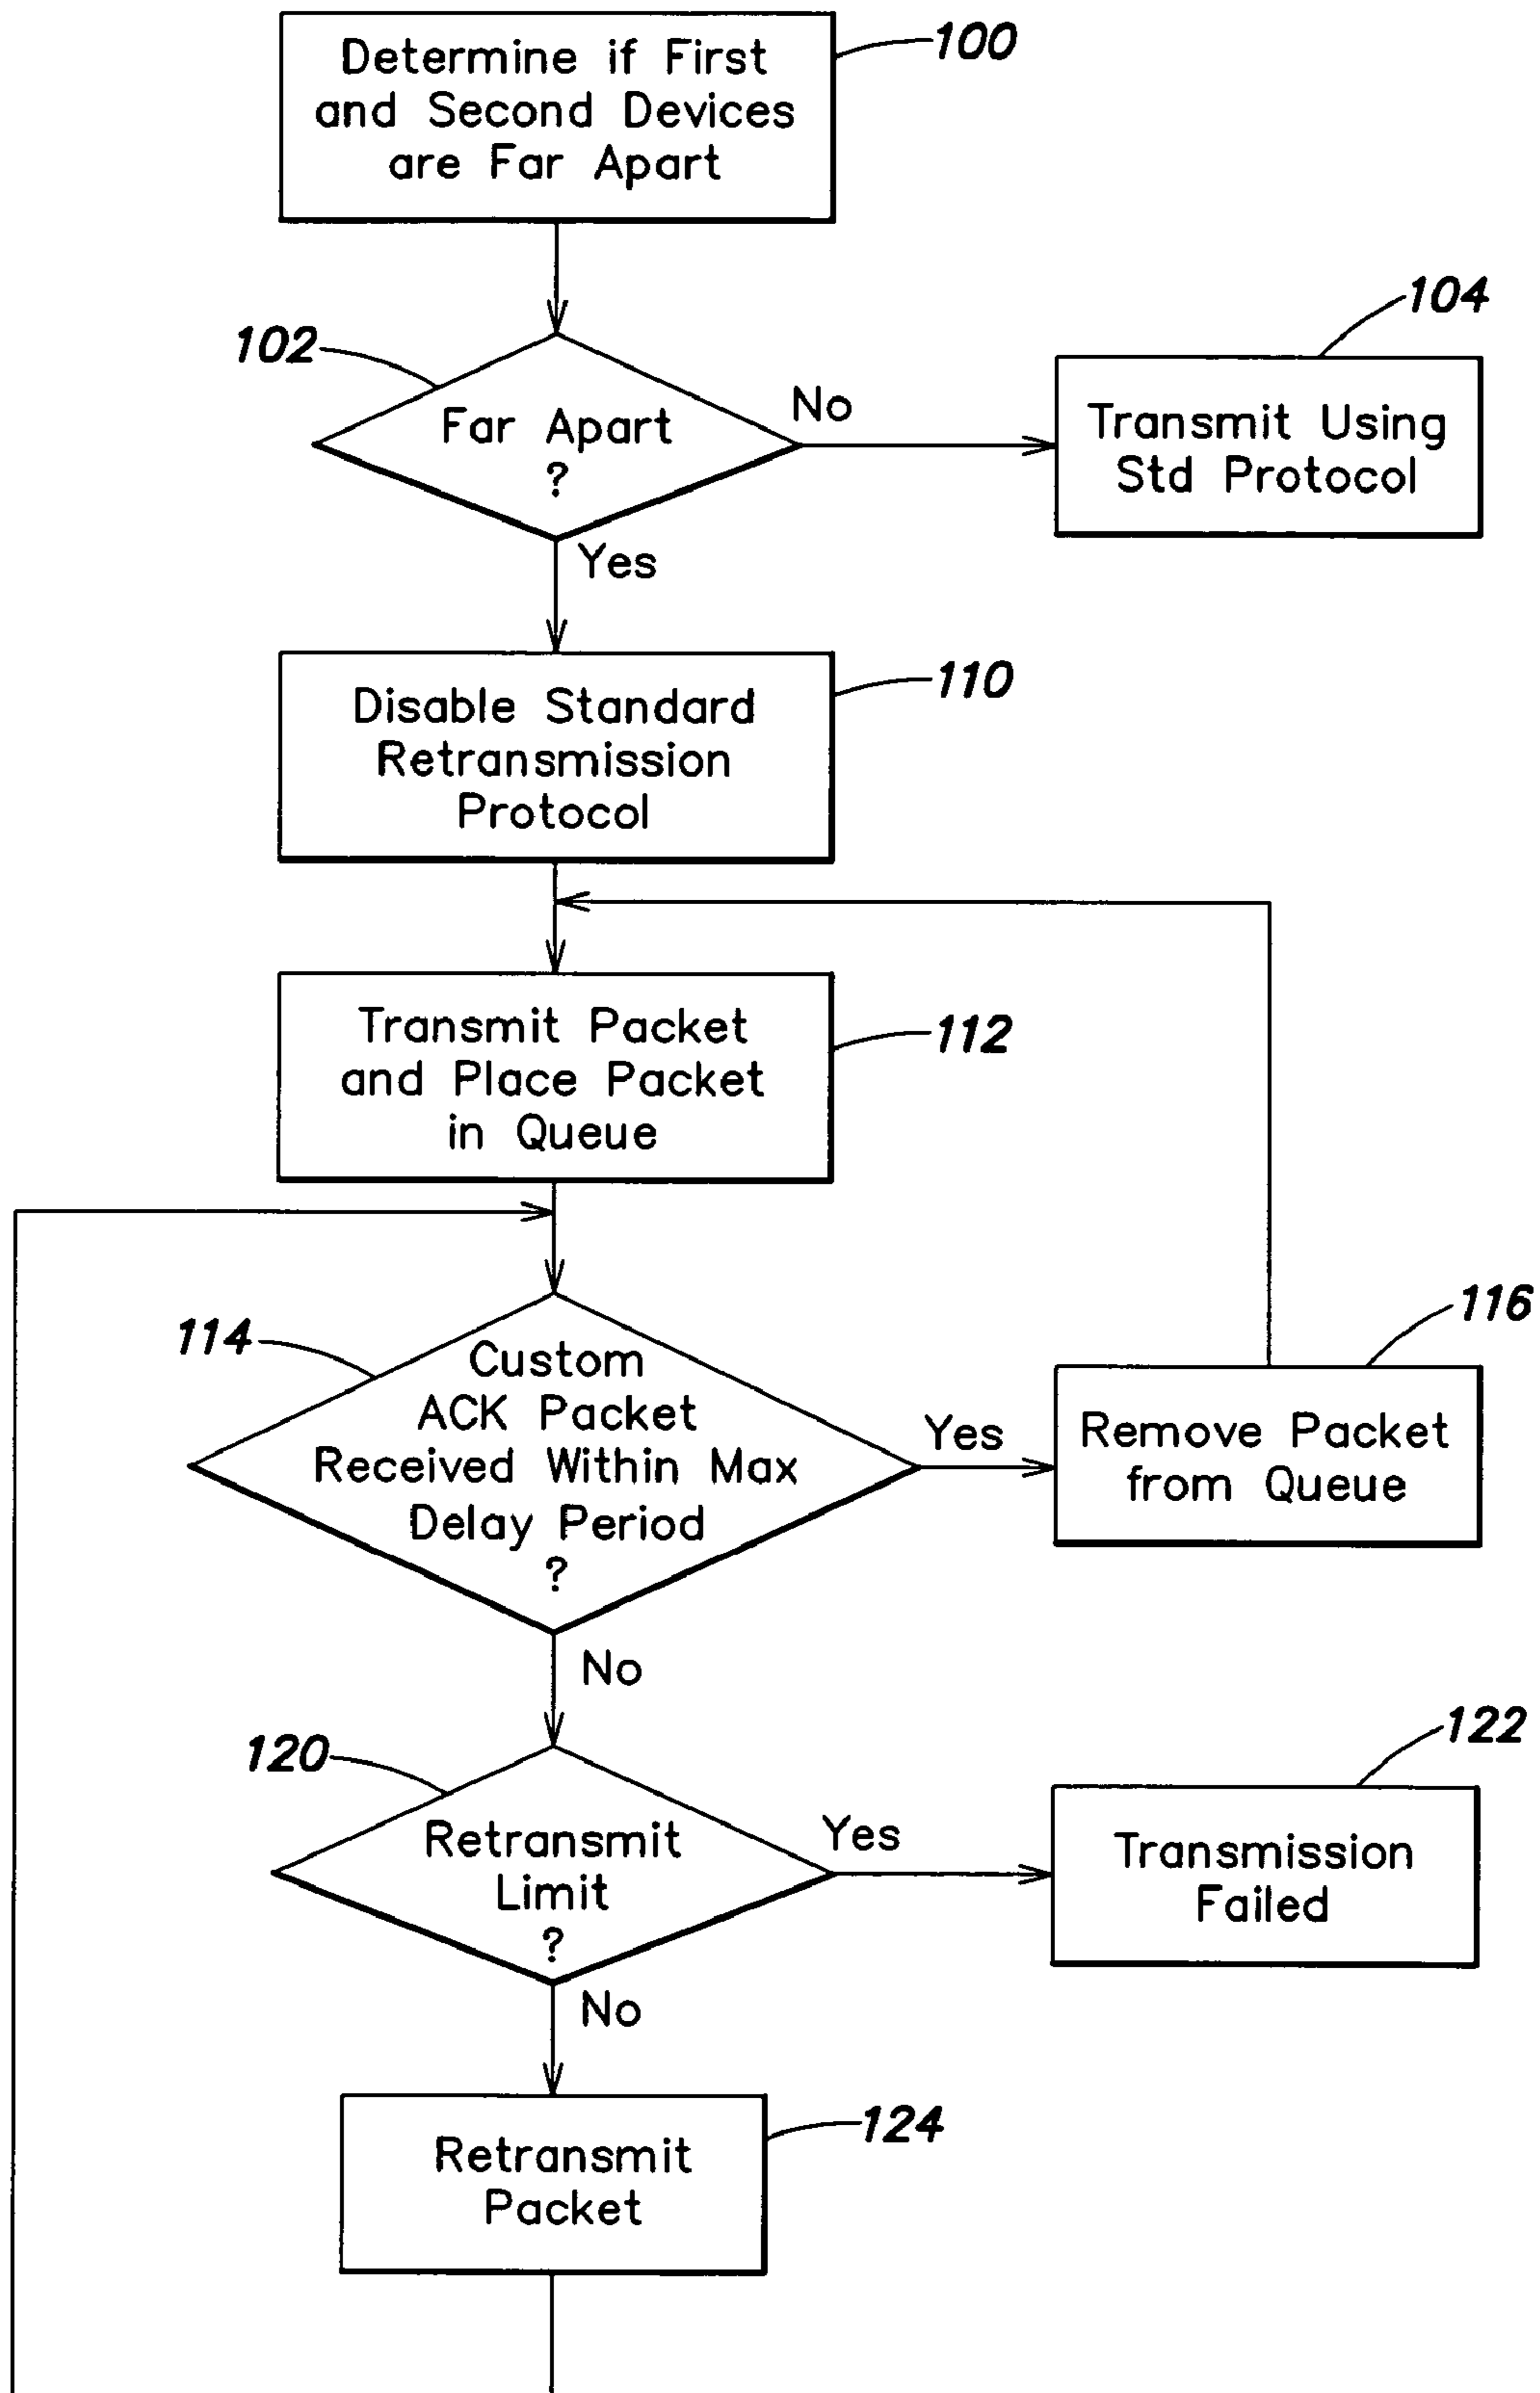 Determine if First
and Second Devices
are Far Apart
100
102
Far Apart
?
No
104
Transmit Using
Std Protocol
Yes
Disable Standard
Retransmission
Protocol
110
Transmit Packet
and Place Packet
in Queue
112
114
Custom
ACK Packet
Received Within Max
Delay Period
?
Yes
116
Remove Packet
from Queue
No
120
Retransmit
Limit
?
Yes
122
Transmission
Failed
No
124
Retransmit
Packet